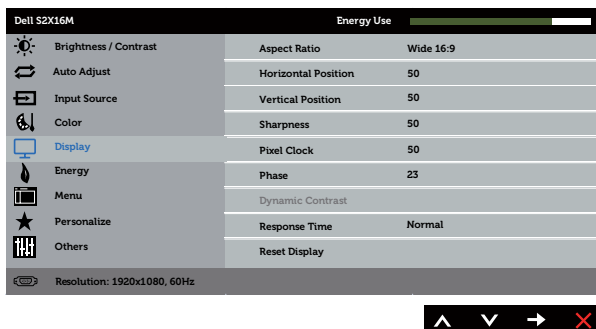 Dell S2X16M Energy Use
Brightness / Contrast
Auto Adjust
Input Source
Color
Display
Energy
Menu
Personalize
Others
Aspect Ratio Wide 16:9
Horizontal Position 50
Vertical Position 50
Sharpness 50
Pixel Clock 50
Phase 23
Dynamic Contrast
Response Time Normal
Reset Display
Resolution: 1920x1080, 60Hz